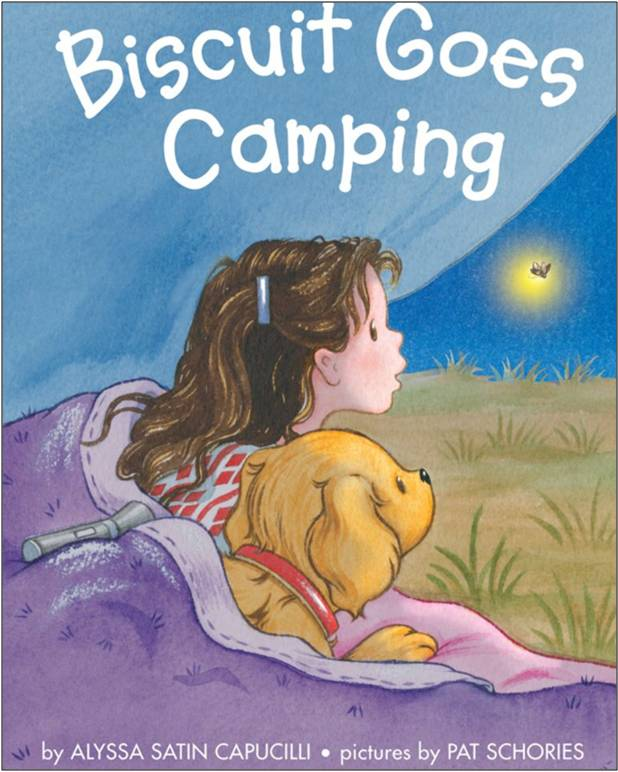 Biscuit Goes
Camping
by ALYSSA SATIN CAPUCILLI • pictures by PAT SCHORIES